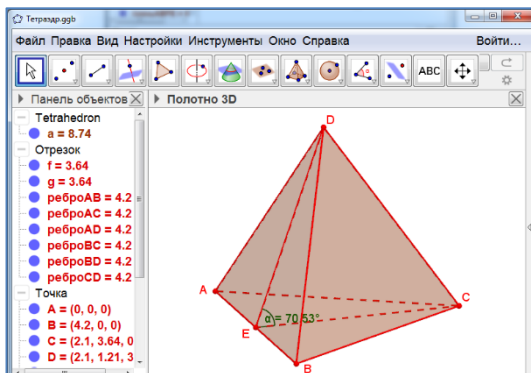 Тетраэдр.ggb
Файл Правка Вид Настройки Инструменты Окно Справка Войти...
ABC
Панель объектов
Полотно 3D
Tetrahedron
a = 8.74
Отрезок
f = 3.64
g = 3.64
реброAB = 4.2
реброAC = 4.2
реброAD = 4.2
реброBC = 4.2
реброBD = 4.2
реброCD = 4.2
Точка
A = (0, 0, 0)
B = (4.2, 0, 0)
C = (2.1, 3.64, 0
D = (2.1, 1.21, 3
D
A
C
α = 70.53°
E
B